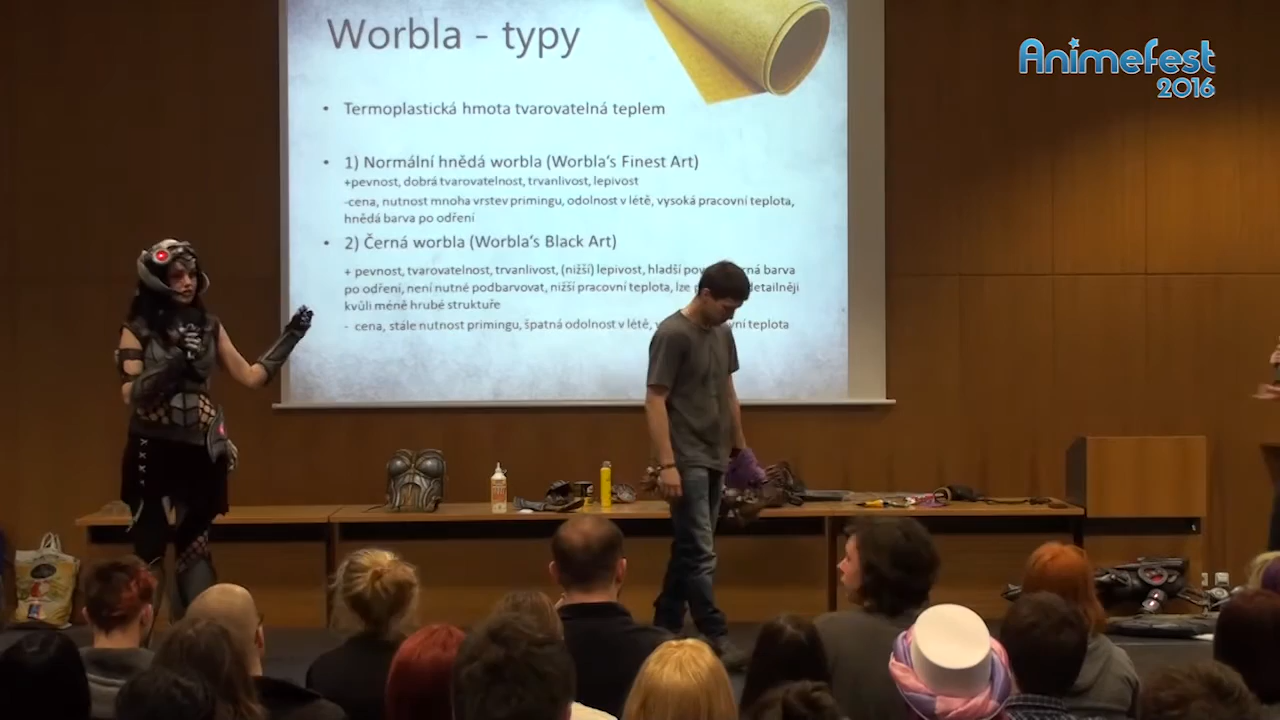 AnimeFest
2016
Worbla - typy
• Termoplastická hmota tvarovatelná teplem
• 1) Normální hnědá worbla (Worbla's Finest Art)
+pevnost, dobrá tvarovatelnost, trvanlivost, lepivost
-cena, nutnost mnoha vrstev primingu, odolnost v létě, vysoká pracovní teplota,
hnědá barva po odření
• 2) Černá worbla (Worbla's Black Art)
+ pevnost, tvarovatelnost, trvanlivost, (nižší) lepivost, hladší barva
po odření, není nutné podbarvovat, nižší pracovní teplota, lze detailněji
kvůli méně hrubé struktuře
- cena, stále nutnost primingu, špatná odolnost v létě, teplota